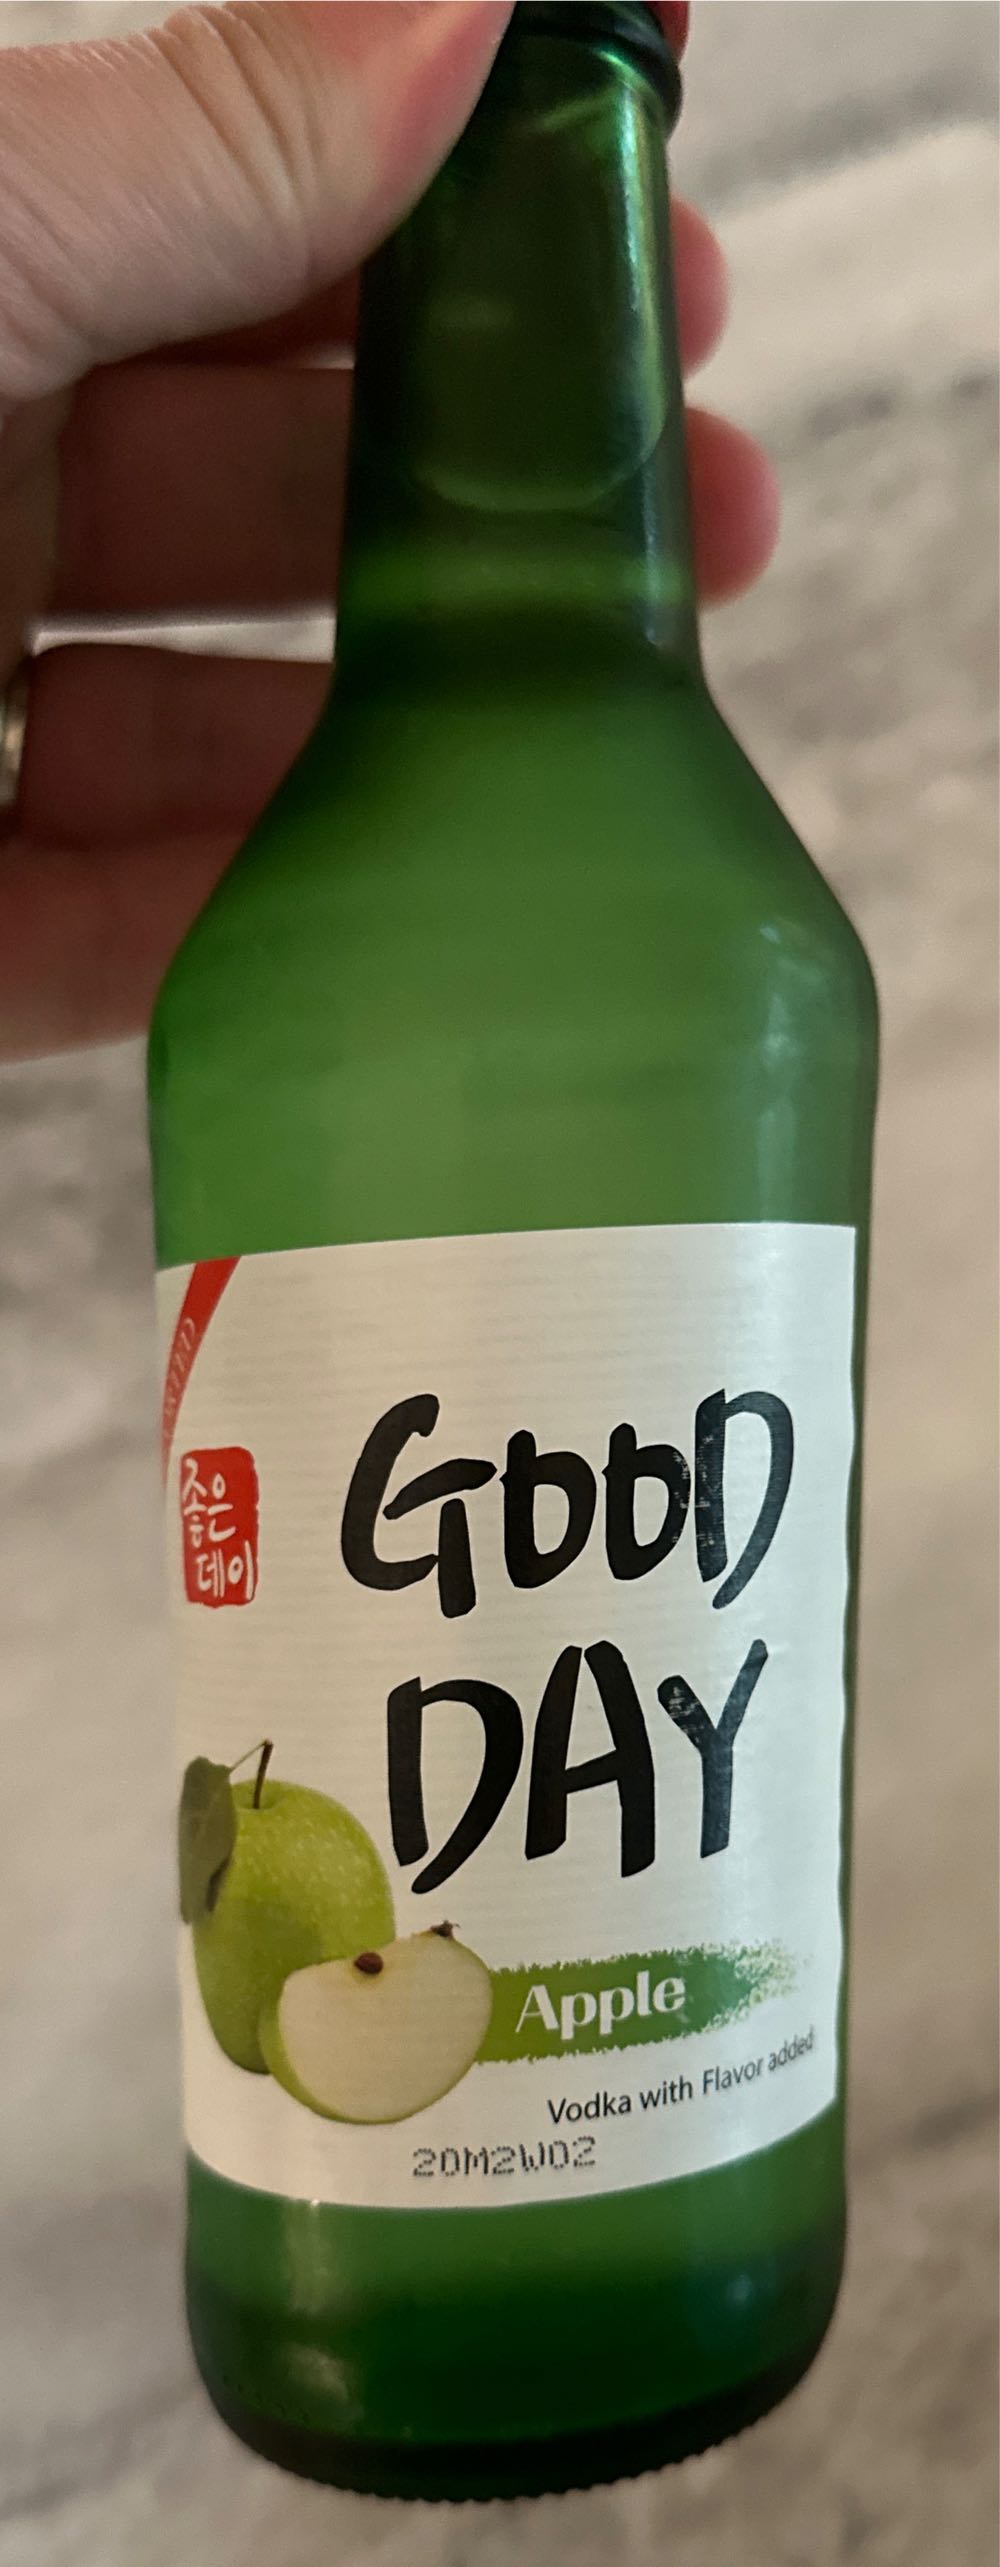 좋은
데이
GOOD
DAY
Apple
Vodka with Flavor added
20M2W02